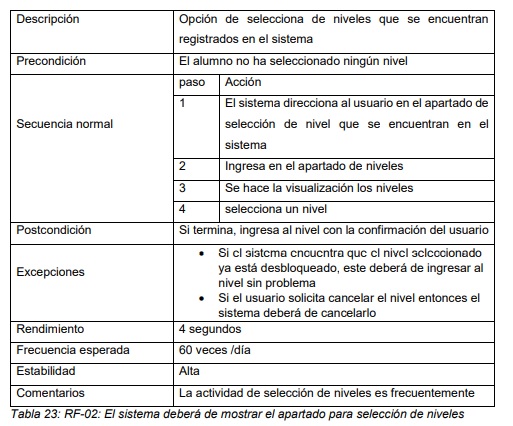 Descripción
Opción de selecciona de niveles que se encuentran
registrados en el sistema
Precondición
El alumno no ha seleccionado ningún nivel
Secuencia normal
paso Acción
1 El sistema direcciona al usuario en el apartado de
selección de nivel que se encuentran en el
sistema
2 Ingresa en el apartado de niveles
3 Se hace la visualización los niveles
4 selecciona un nivel
Postcondición
Si termina, ingresa al nivel con la confirmación del usuario
Excepciones
• Si el sistema encuentra que el nivel seleccionado
ya está desbloqueado, este deberá de ingresar al
nivel sin problema
• Si el usuario solicita cancelar el nivel entonces el
sistema deberá de cancelarlo
Rendimiento
4 segundos
Frecuencia esperada
60 veces /día
Estabilidad
Alta
Comentarios
La actividad de selección de niveles es frecuentemente
Tabla 23: RF-02: El sistema deberá de mostrar el apartado para selección de niveles